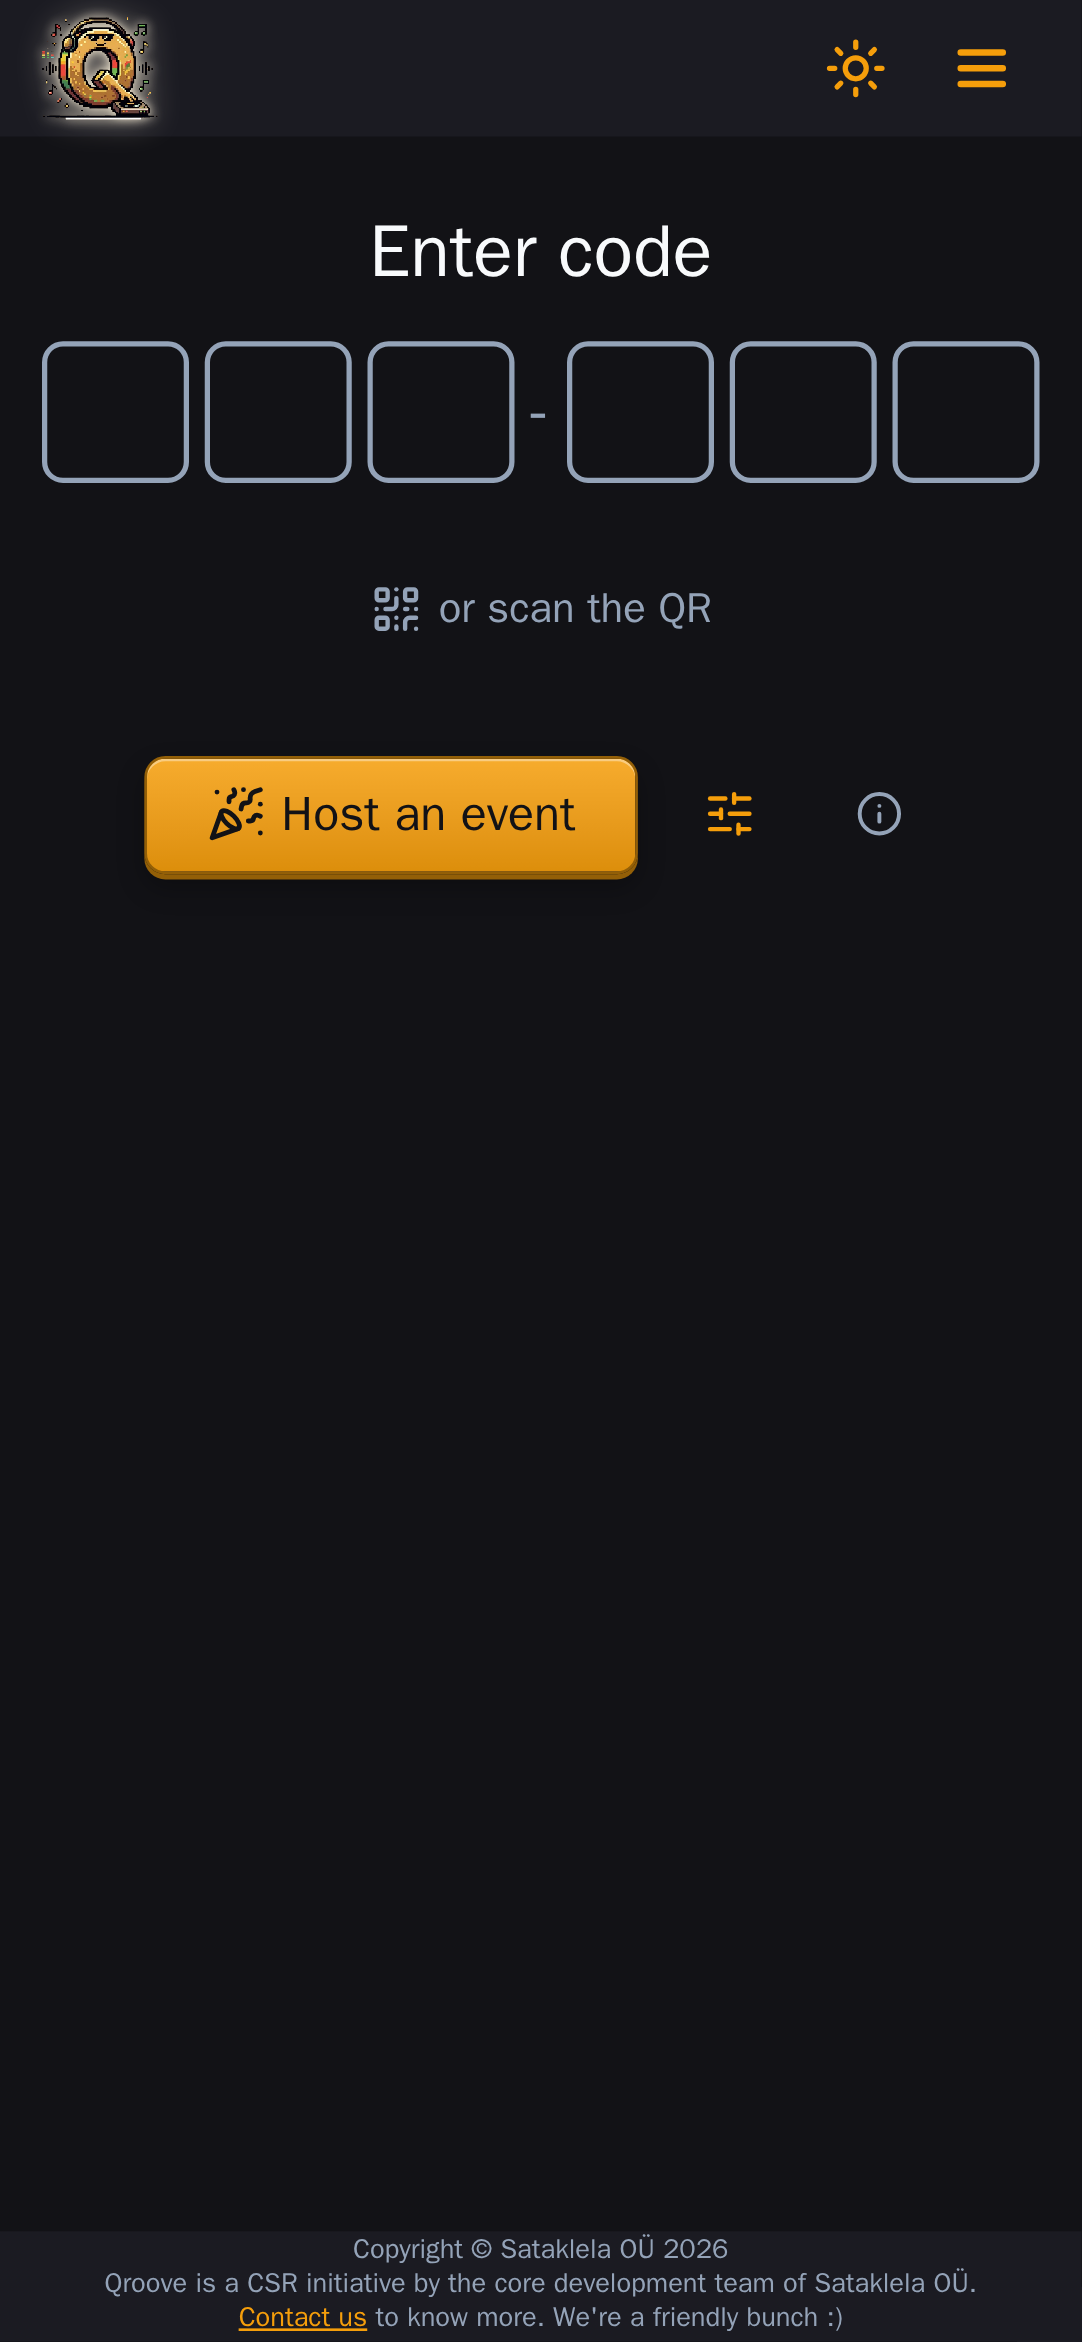 Enter code
-
or scan the QR
Host an event
Copyright © Sataklela OÜ 2026
Qroove is a CSR initiative by the core development team of Sataklela OÜ.
Contact us to know more. We're a friendly bunch :)